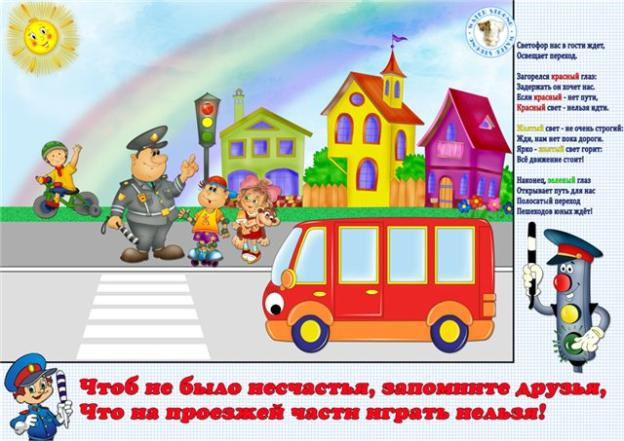 Светофор нас в гости ждет,
Освещает переход.
Загорелся красный глаз:
Задержать он хочет нас.
Если красный - нет пути,
Красный свет - нельзя идти.
Желтый свет - не очень строгий:
Жди, нам нет пока дороги.
Ярко - желтый свет горит:
Всё движение стоит!
Наконец, зеленый глаз
Открывает путь для нас
Полосатый переход
Пешеходов юных ждёт!
Чтоб не было несчастья, запомните друзья,
Что на проезжей части играть нельзя!